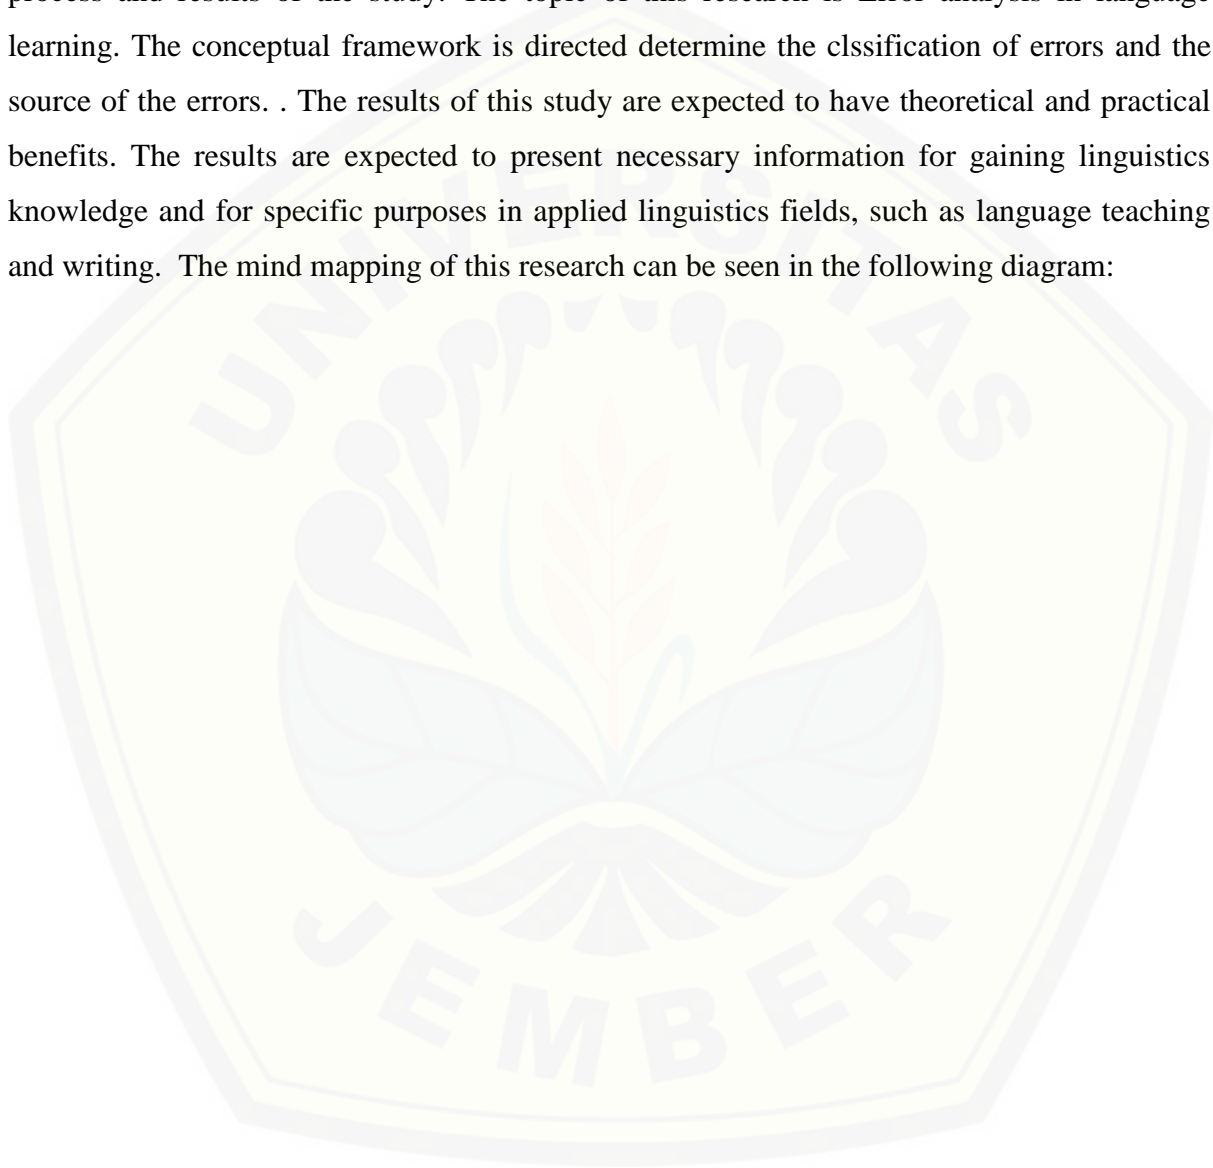 process and results of the study. The topic of this research is Error analysis in language
learning. The conceptual framework is directed determine the clssification of errors and the
source of the errors. . The results of this study are expected to have theoretical and practical
benefits. The results are expected to present necessary information for gaining linguistics
knowledge and for specific purposes in applied linguistics fields, such as language teaching
and writing.  The mind mapping of this research can be seen in the following diagram:
UNIVERSITAS
JEMBER